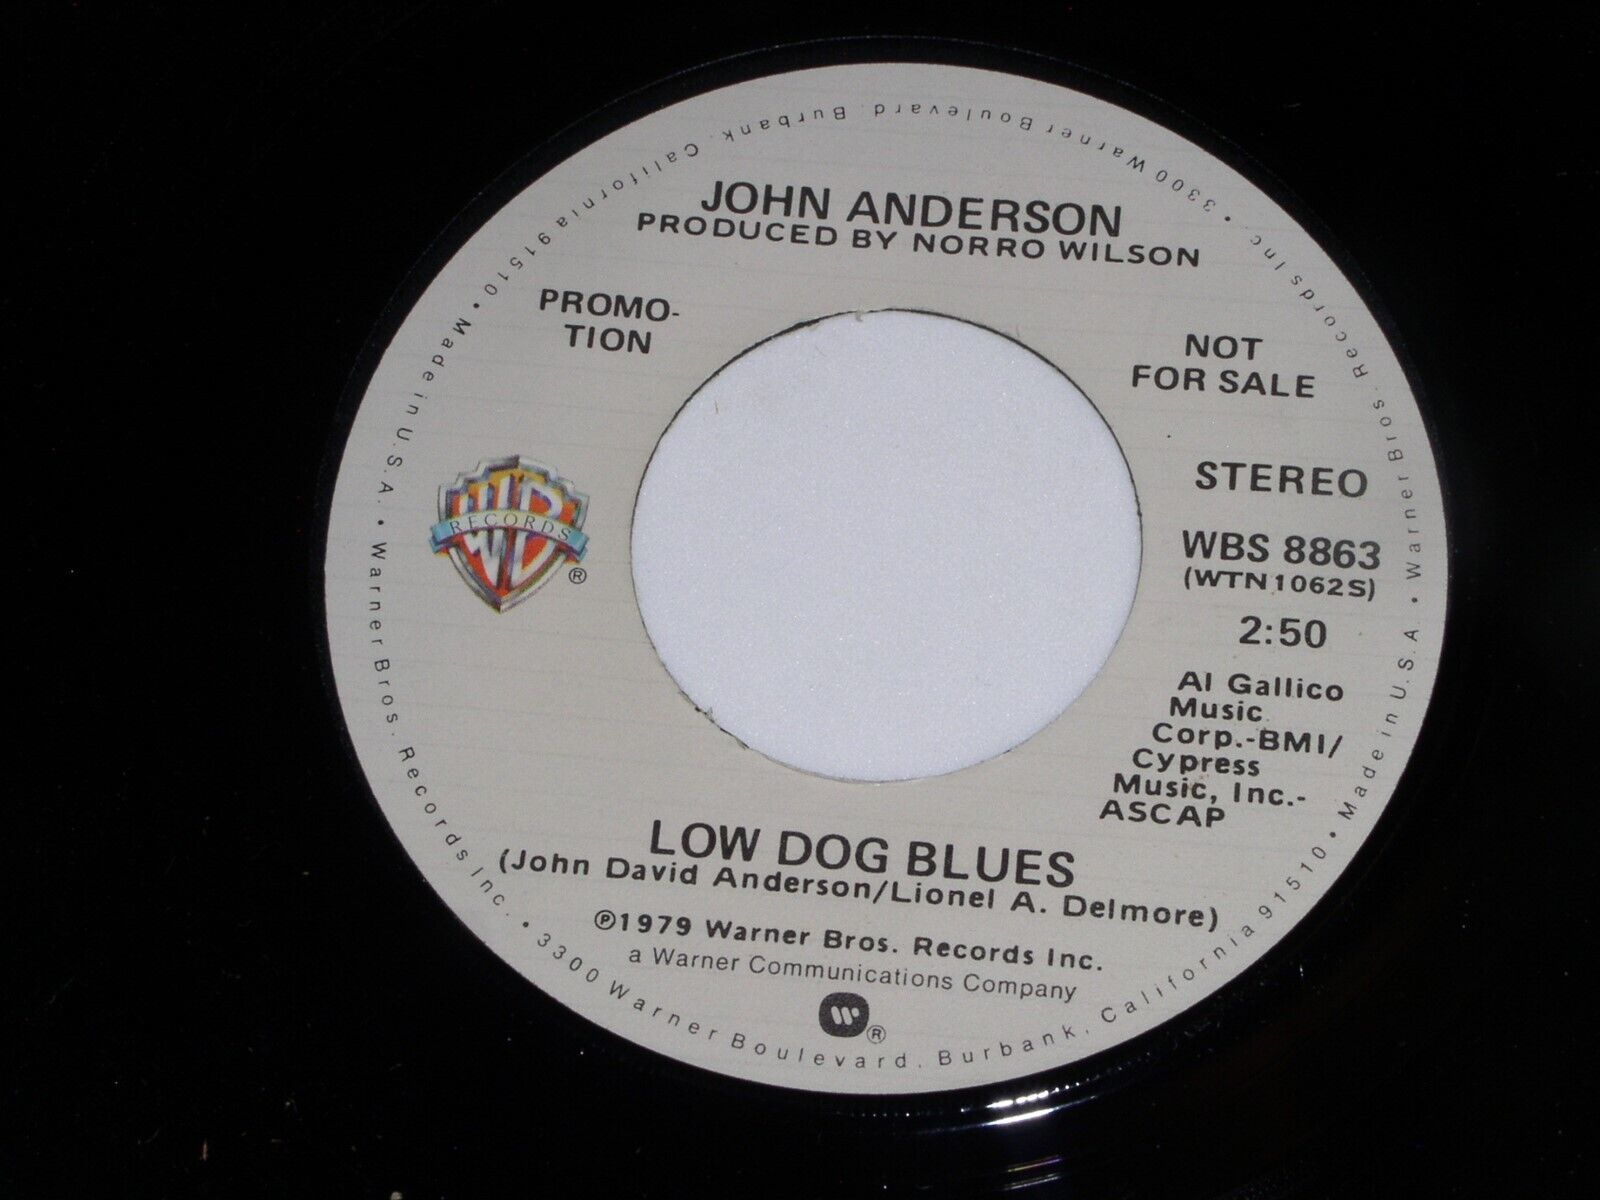 JOHN ANDERSON
PRODUCED BY NORRO WILSON
PROMO-
TION
NOT
FOR SALE
WB
RECORDS
®
STEREO
WBS 8863
(WTN1062S)
2:50
Al Gallico
Music
Corp.-BMI/
Cypress
Music, Inc.-
ASCAP
LOW DOG BLUES
(John David Anderson/Lionel A. Delmore)
℗1979 Warner Bros. Records Inc.
a Warner Communications Company
®
Warner Bros. Records Inc. • 3300 Warner Boulevard, Burbank, California 91510 • Made in U.S.A. • Warner Bros. Records Inc. • 3300 Warner Boulevard, Burbank, California 91510 • Made in U.S.A. •